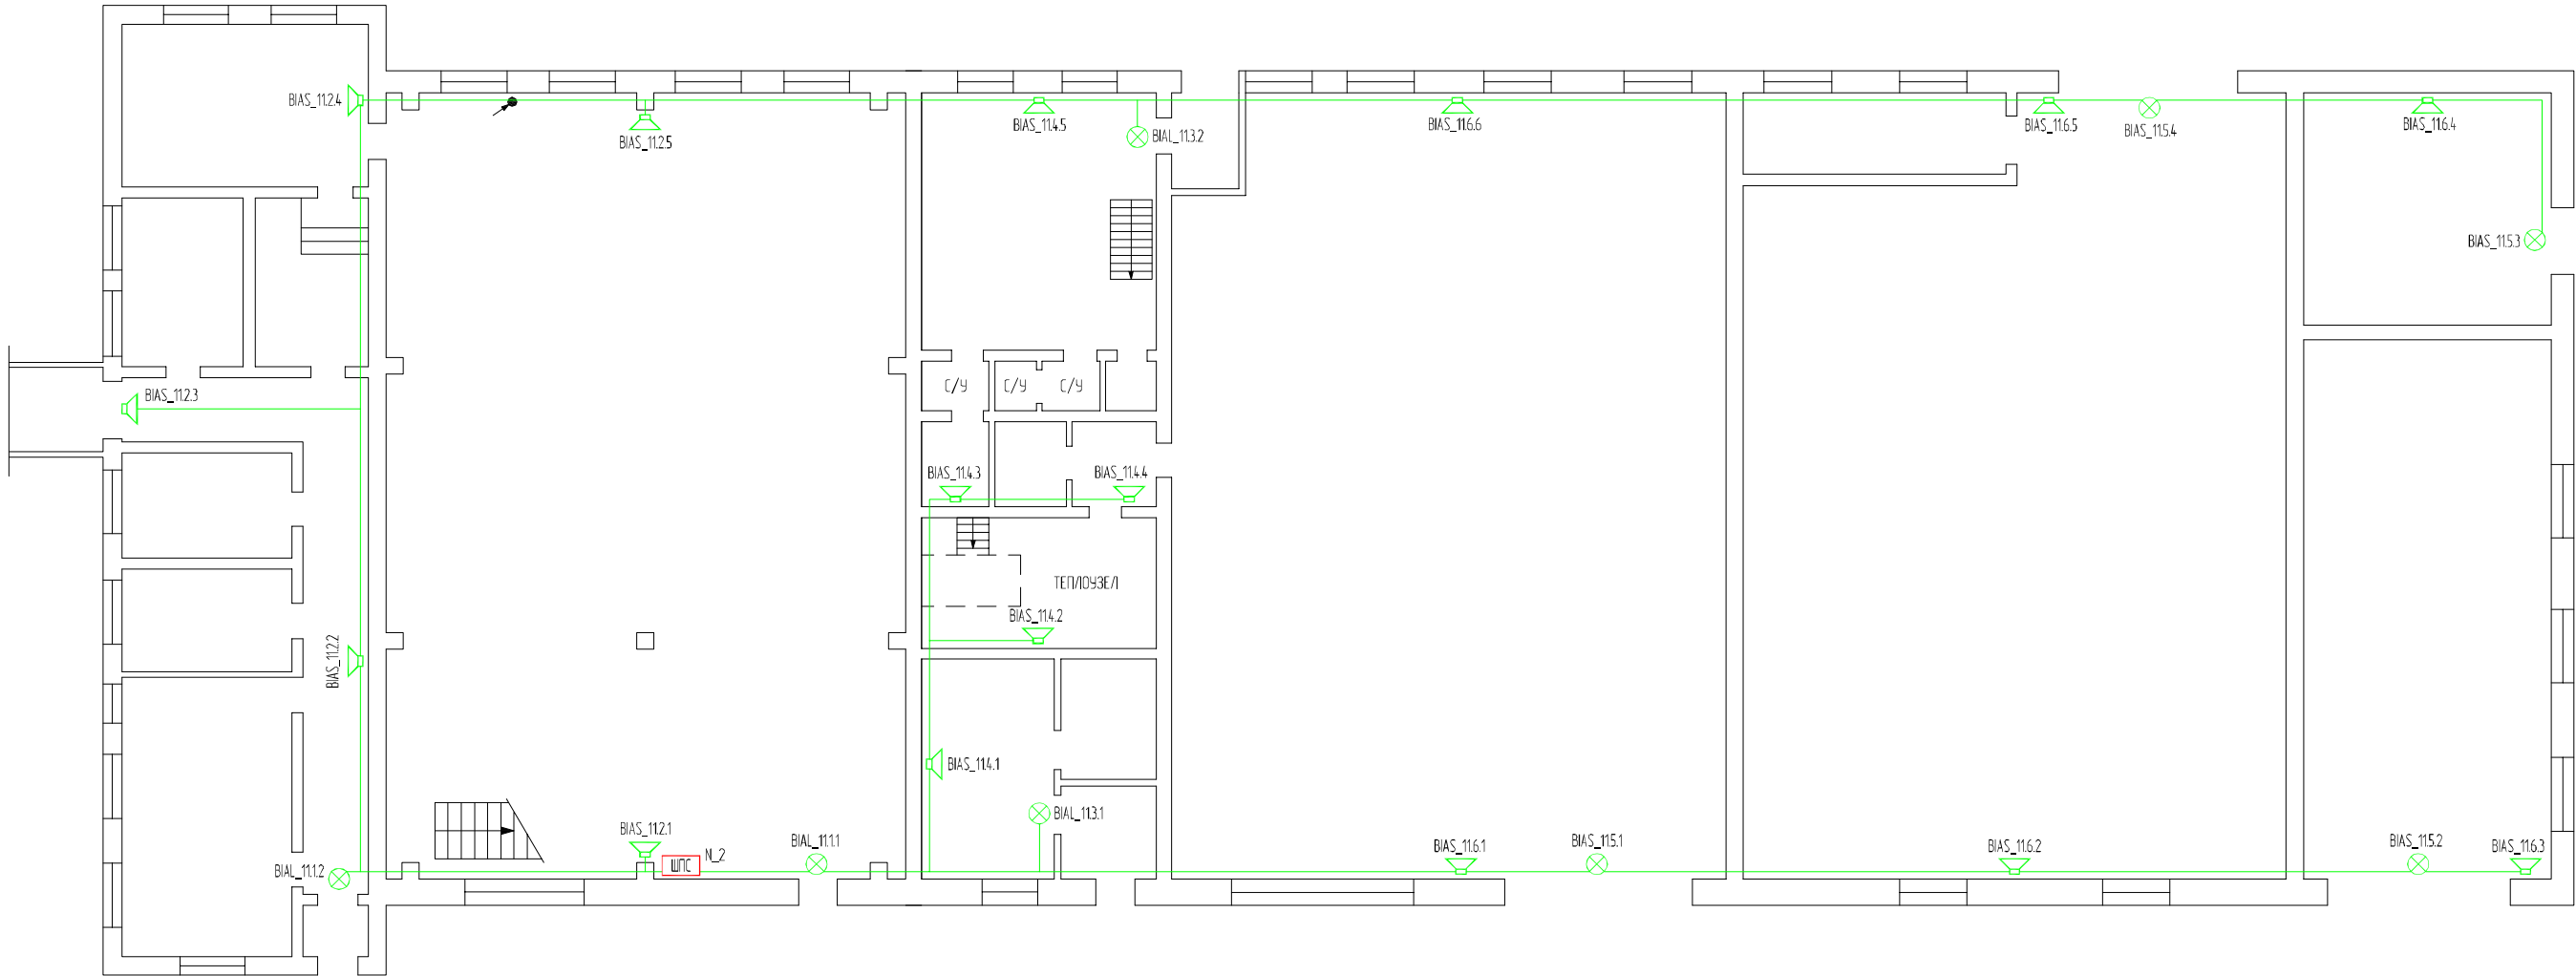 BIAS_11.2.4
BIAS_11.2.5
BIAS_11.4.5
BIAL_11.3.2
BIAS_11.6.6
BIAS_11.6.5
BIAS_11.5.4
BIAS_11.6.4
BIAS_11.5.3
BIAS_11.2.3
С/У
С/У
С/У
BIAS_11.4.3
BIAS_11.4.4
ТЕПЛОУЗЕЛ
BIAS_11.4.2
BIAS_11.2.2
BIAS_11.4.1
BIAL_11.3.1
BIAS_11.2.1
ШПС
N_2
BIAL_11.1.1
BIAL_11.1.2
BIAS_11.6.1
BIAS_11.5.1
BIAS_11.6.2
BIAS_11.5.2
BIAS_11.6.3